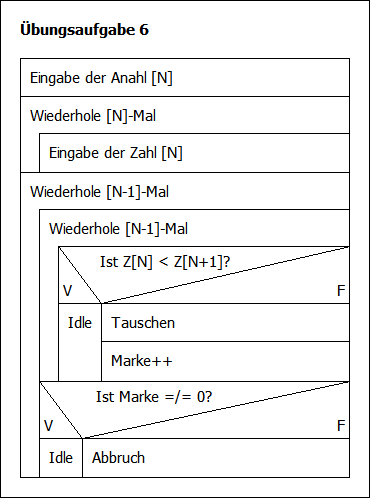 Übungsaufgabe 6
Eingabe der Anahl [N]
Wiederhole [N]-Mal
Eingabe der Zahl [N]
Wiederhole [N-1]-Mal
Wiederhole [N-1]-Mal
Ist Z[N] < Z[N+1]?
V F
Idle Tauschen
Marke++
Ist Marke =/= 0?
V F
Idle Abbruch